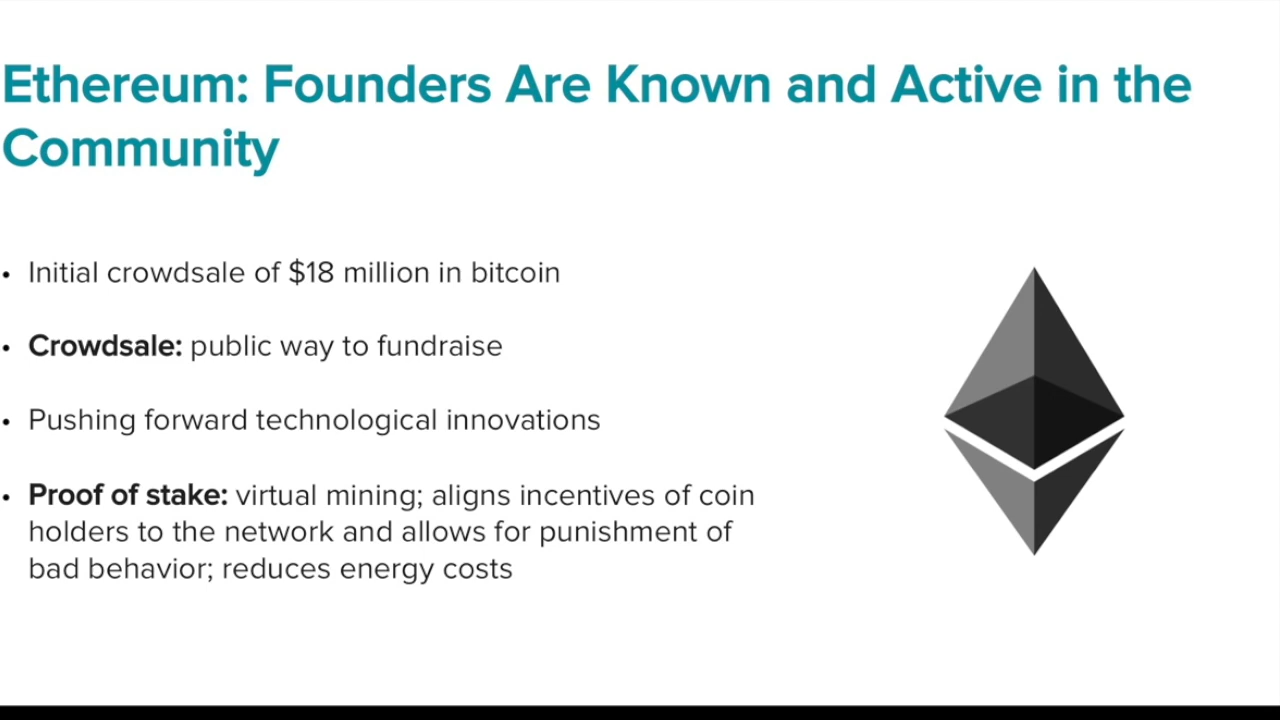 Ethereum: Founders Are Known and Active in the
Community
• Initial crowdsale of $18 million in bitcoin
• Crowdsale: public way to fundraise
• Pushing forward technological innovations
• Proof of stake: virtual mining; aligns incentives of coin
holders to the network and allows for punishment of
bad behavior; reduces energy costs